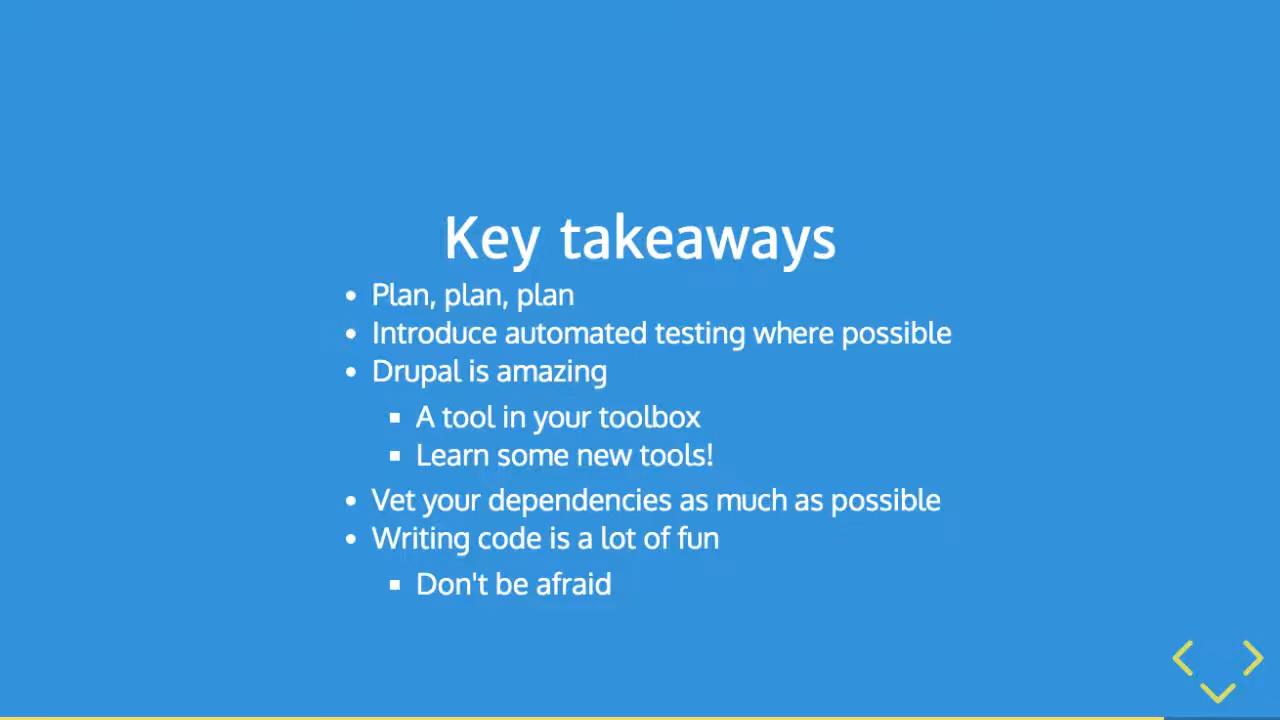 Key takeaways
Plan, plan, plan
Introduce automated testing where possible
Drupal is amazing
A tool in your toolbox
Learn some new tools!
Vet your dependencies as much as possible
Writing code is a lot of fun
Don't be afraid